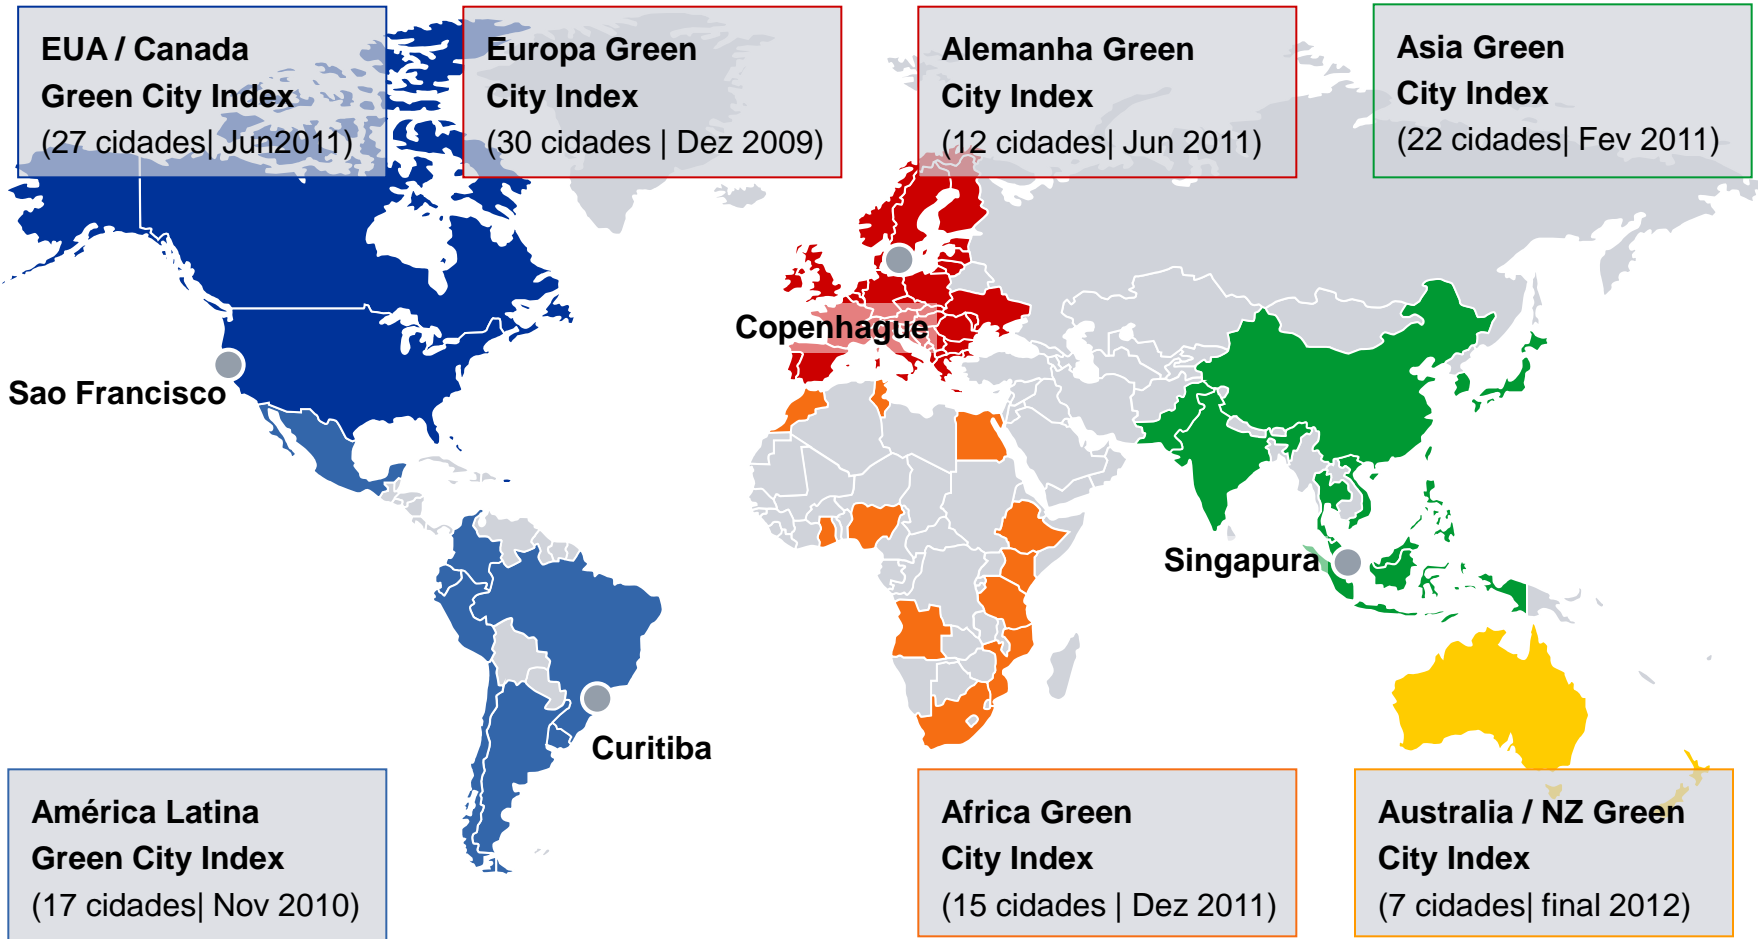 EUA / Canada
Green City Index
(27 cidades| Jun2011)
Europa Green
City Index
(30 cidades | Dez 2009)
Alemanha Green
City Index
(12 cidades| Jun 2011)
Asia Green
City Index
(22 cidades| Fev 2011)
Copenhague
Sao Francisco
Singapura
Curitiba
América Latina
Green City Index
(17 cidades| Nov 2010)
Africa Green
City Index
(15 cidades | Dez 2011)
Australia / NZ Green
City Index
(7 cidades| final 2012)